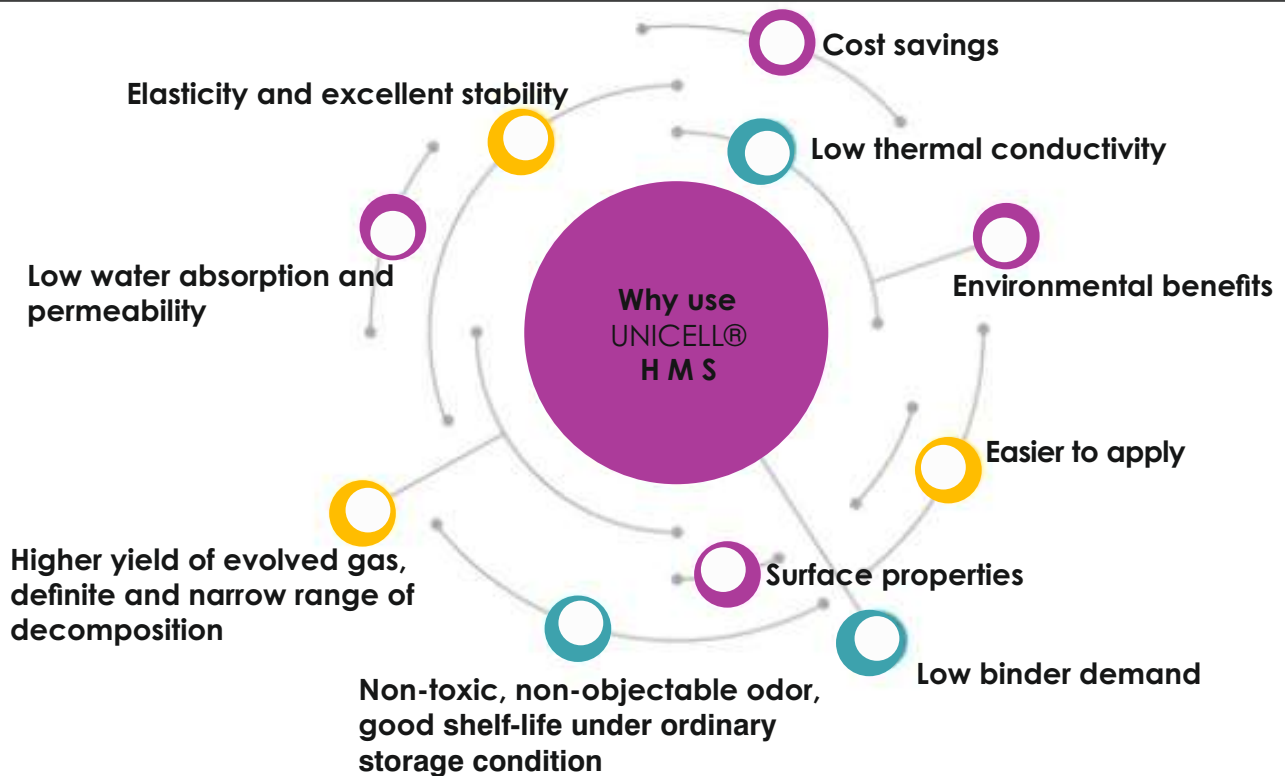 Cost savings
Elasticity and excellent stability
Low thermal conductivity
Low water absorption and
permeability
Environmental benefits
Why use
UNICELL®
H M S
Easier to apply
Higher yield of evolved gas,
definite and narrow range of
decomposition
Surface properties
Low binder demand
Non-toxic, non-objectable odor,
good shelf-life under ordinary
storage condition